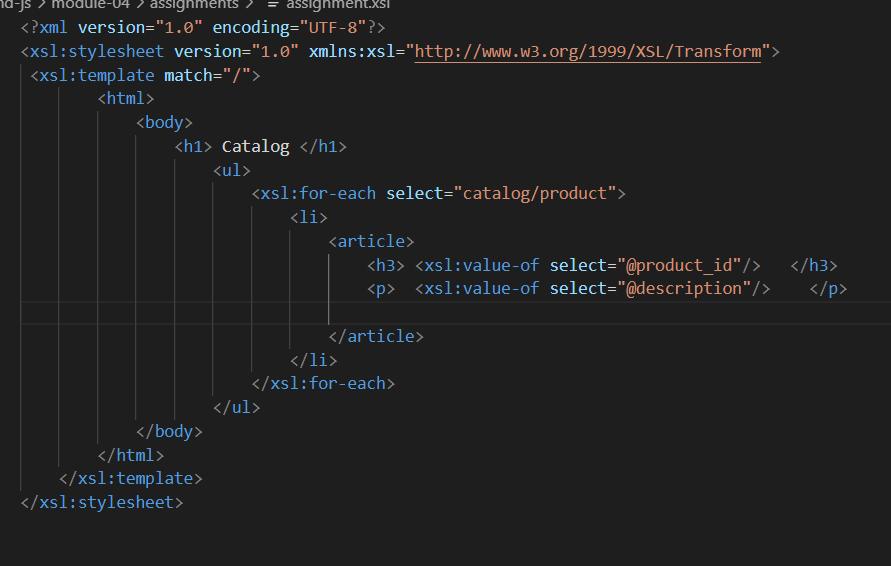 nd-js > module-04 > assignments > assignment.xsl
<?xml version="1.0" encoding="UTF-8"?>
<xsl:stylesheet version="1.0" xmlns:xsl="http://www.w3.org/1999/XSL/Transform">
<xsl:template match="/">
<html>
<body>
<h1> Catalog </h1>
<ul>
<xsl:for-each select="catalog/product">
<li>
<article>
<h3> <xsl:value-of select="@product_id"/> </h3>
<p> <xsl:value-of select="@description"/> </p>
</article>
</li>
</xsl:for-each>
</ul>
</body>
</html>
</xsl:template>
</xsl:stylesheet>